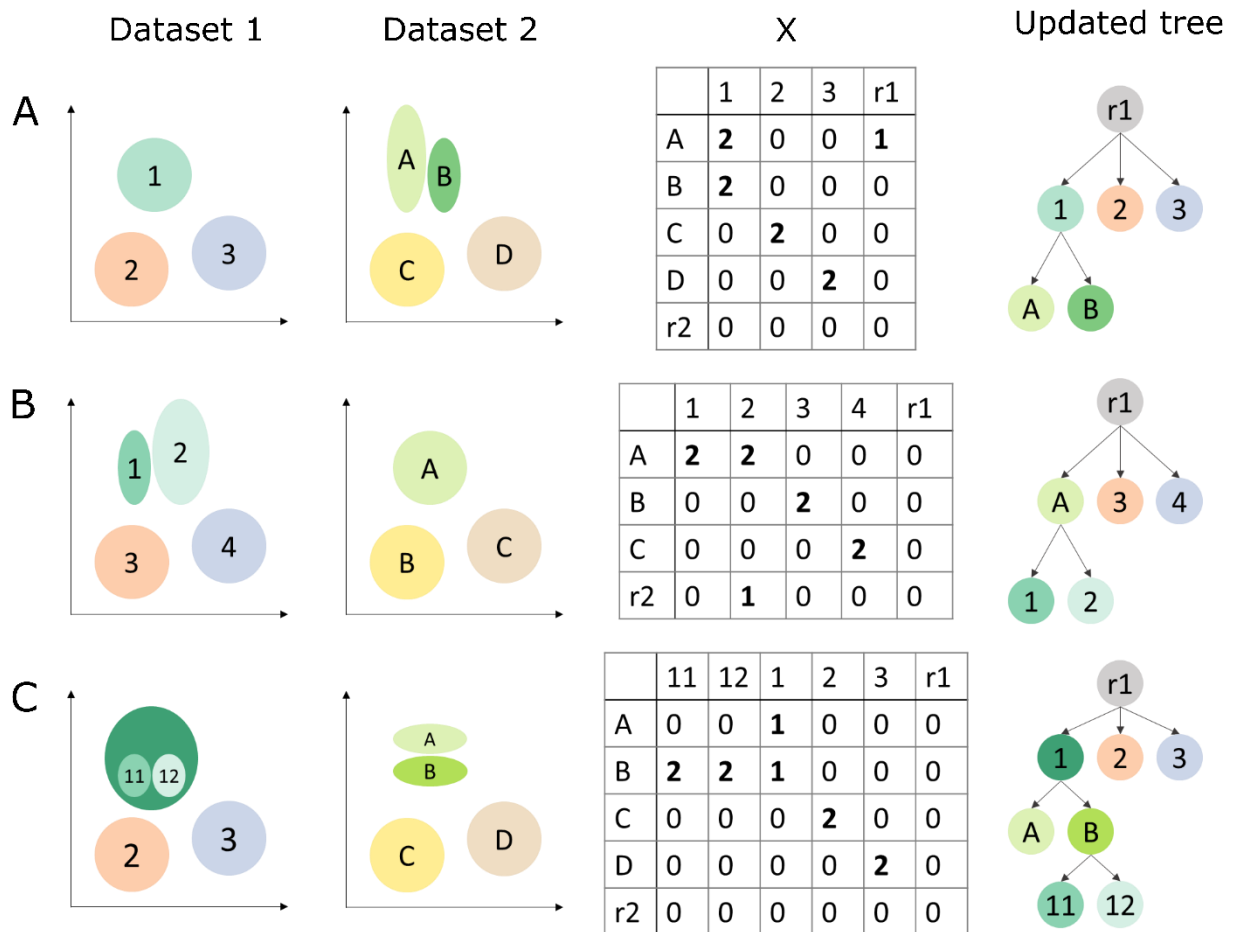 Dataset 1 Dataset 2 X Updated tree
A
1
2
3
A
B
C
D
1 2 3 r1
A 2 0 0 1
B 2 0 0 0
C 0 2 0 0
D 0 0 2 0
r2 0 0 0 0
r1
1 2 3
A B
B
1
2
3
4
A
B
C
1 2 3 4 r1
A 2 2 0 0 0
B 0 0 2 0 0
C 0 0 0 2 0
r2 0 1 0 0 0
r1
A 3 4
1 2
C
11 12
2
3
A
B
C
D
11 12 1 2 3 r1
A 0 0 1 0 0 0
B 2 2 1 0 0 0
C 0 0 0 2 0 0
D 0 0 0 0 2 0
r2 0 0 0 0 0 0
r1
1 2 3
A B
11 12